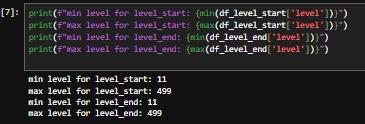 [7]:
print(f"min level for level_start: {min(df_level_start['level'])}")
print(f"max level for level_start: {max(df_level_start['level'])}")
print(f"min level for level_end: {min(df_level_end['level'])}")
print(f"max level for level_end: {max(df_level_end['level'])}")
min level for level_start: 11
max level for level_start: 499
min level for level_end: 11
max level for level_end: 499